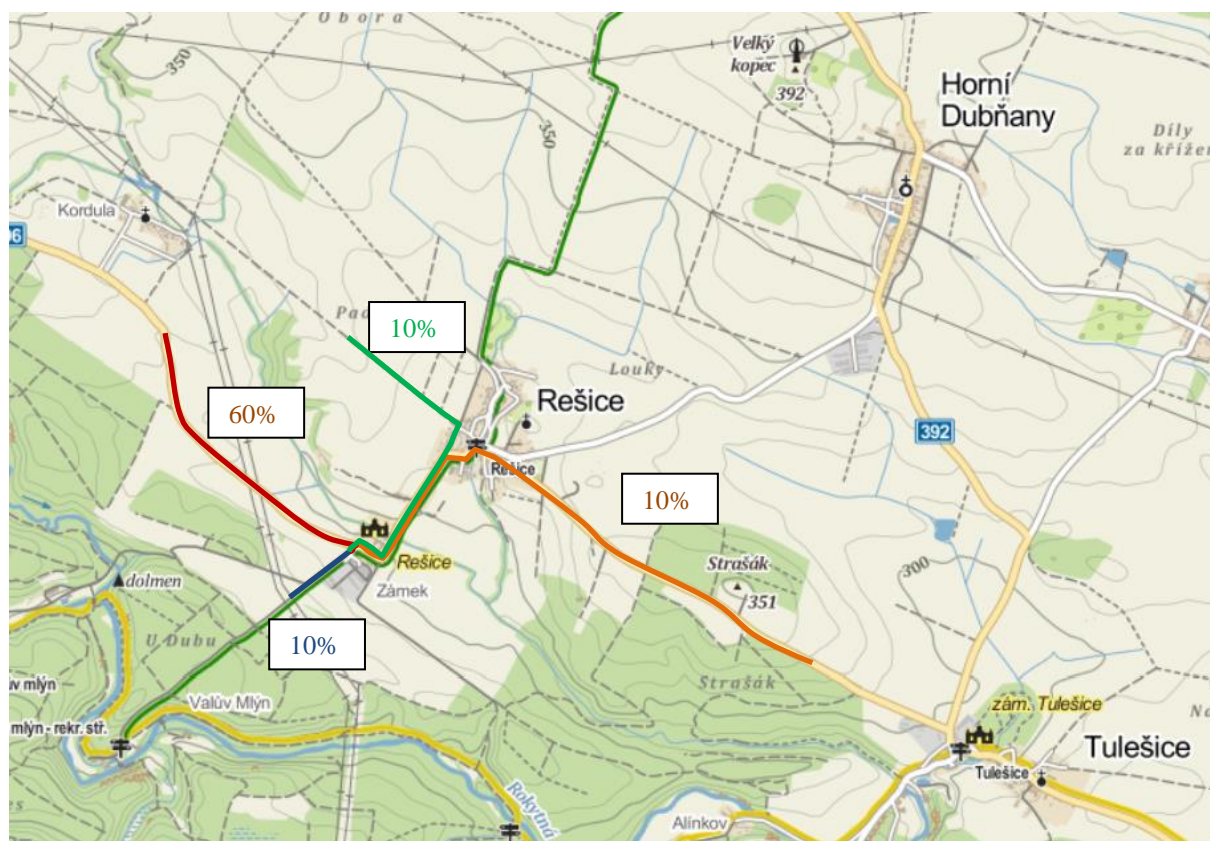 Obora
350
Velký
kopec
392
Horní
Dubňany
Díly
za kříže
350
Kordula
Pad
10%
Louky
60%
Rešice
Rešice
392
10%
300
Rešice
Zámek
Strašák
351
dolmen
U Dubu
10%
Strašák
mlýn
Valův Mlýn
zám. Tulešice
mlýn - rekr. stř.
Tulešice
Tulešice
Rokytná
Alinkov